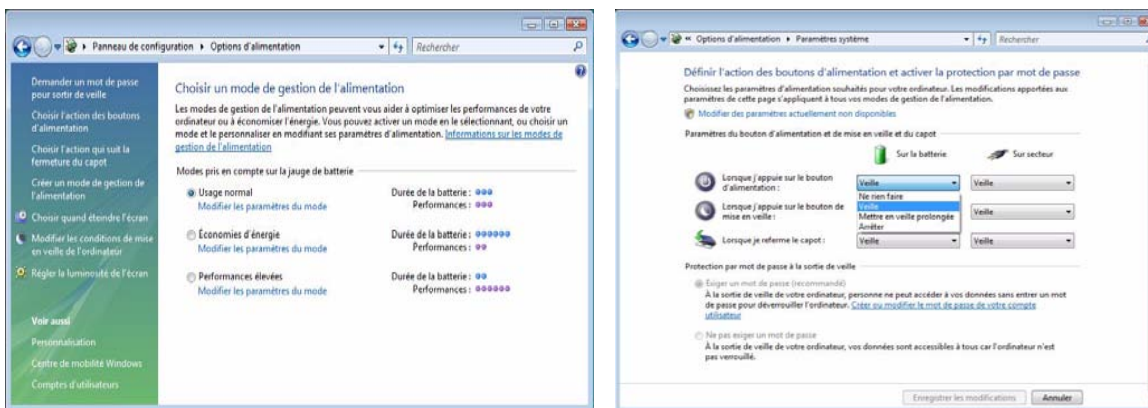 Panneau de configuration ▸ Options d'alimentation
Rechercher
Demander un mot de passe
pour sortir de veille
Choisir l'action des boutons
d'alimentation
Choisir l'action qui suit la
fermeture du capot
Créer un mode de gestion de
l'alimentation
Choisir quand éteindre l'écran
Modifier les conditions de mise
en veille de l'ordinateur
Régler la luminosité de l'écran
Voir aussi
Personnalisation
Centre de mobilité Windows
Comptes d'utilisateurs
Choisir un mode de gestion de l'alimentation
Les modes de gestion de l'alimentation peuvent vous aider à optimiser les performances de votre
ordinateur ou à économiser l'énergie. Vous pouvez activer un mode en le sélectionnant, ou choisir un
mode et le personnaliser en modifiant ses paramètres d'alimentation. Informations sur les modes de
gestion de l'alimentation
Modes pris en compte sur la jauge de batterie
Usage normal Durée de la batterie :
Modifier les paramètres du mode Performances :
Économies d'énergie Durée de la batterie :
Modifier les paramètres du mode Performances :
Performances élevées Durée de la batterie :
Modifier les paramètres du mode Performances :
« Options d'alimentation ▸ Paramètres système
Rechercher
Définir l'action des boutons d'alimentation et activer la protection par mot de passe
Choisissez les paramètres d'alimentation souhaités pour votre ordinateur. Les modifications apportées aux
paramètres de cette page s'appliquent à tous vos modes de gestion de l'alimentation.
Modifier des paramètres actuellement non disponibles
Paramètres du bouton d'alimentation et de mise en veille et du capot
Sur la batterie Sur secteur
Lorsque j'appuie sur le bouton
d'alimentation : Veille Veille
Ne rien faire
Veille
Mettre en veille prolongée
Arrêter
Lorsque j'appuie sur le bouton de
mise en veille : Veille
Lorsque je referme le capot : Veille Veille
Protection par mot de passe à la sortie de veille
Exiger un mot de passe (recommandé)
À la sortie de veille de votre ordinateur, personne ne peut accéder à vos données sans entrer un mot
de passe pour déverrouiller l'ordinateur. Créer ou modifier le mot de passe de votre compte
utilisateur
Ne pas exiger un mot de passe
À la sortie de veille de votre ordinateur, vos données sont accessibles à tous car l'ordinateur n'est
pas verrouillé.
Enregistrer les modifications Annuler